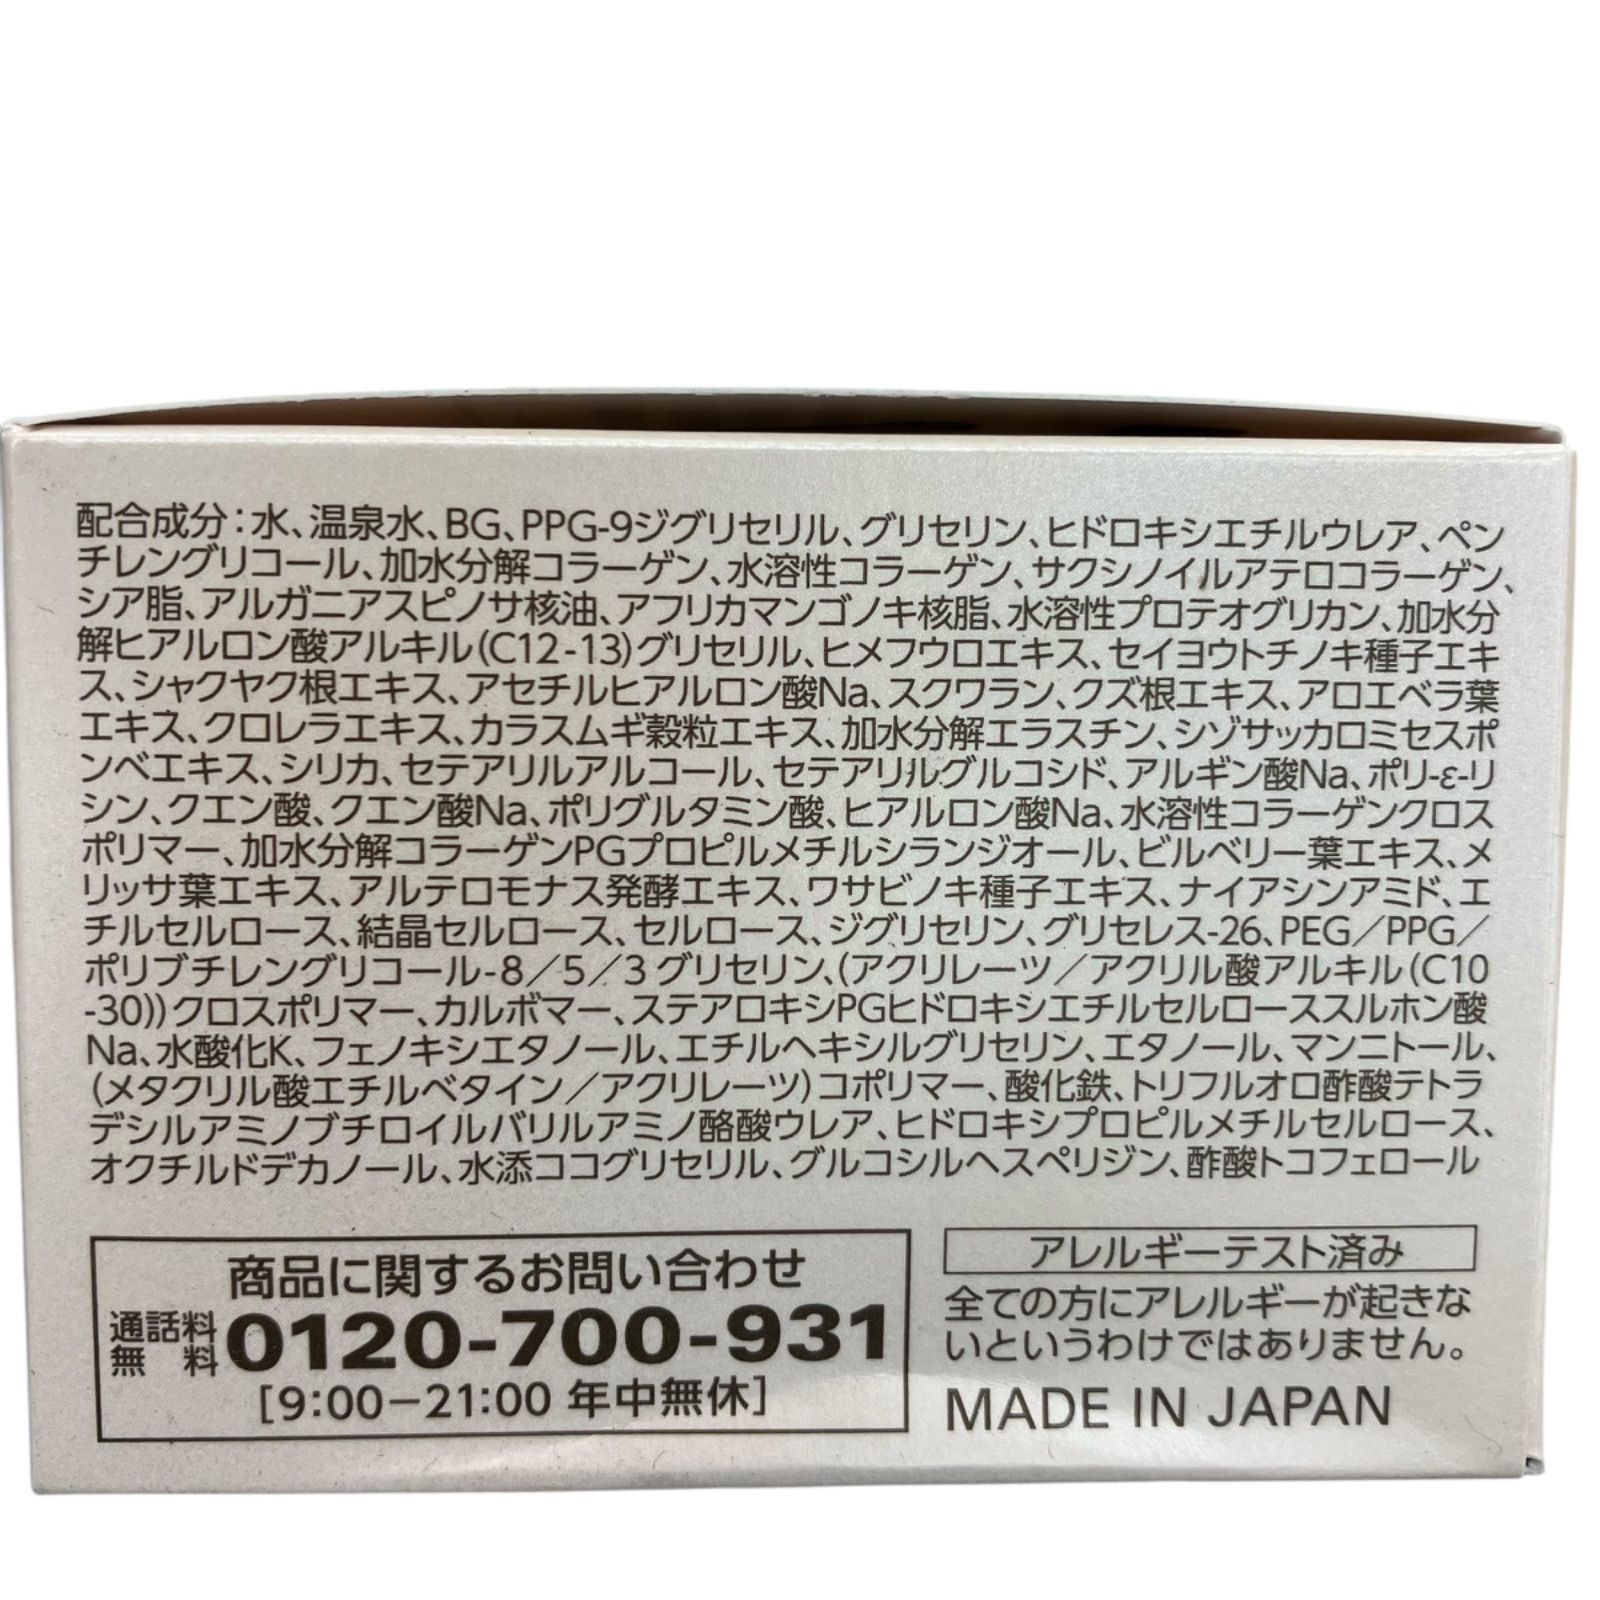 配合成分：水、温泉水、BG、PPG-9ジグリセリル、グリセリン、ヒドロキシエチルウレア、ペン
チレングリコール、加水分解コラーゲン、水溶性コラーゲン、サクシノイルアテロコラーゲン、
シア脂、アルガニアスピノサ核油、アフリカマンゴノキ核脂、水溶性プロテオグリカン、加水分
解ヒアルロン酸アルキル(C12-13)グリセリル、ヒメフウロエキス、セイヨウトチノキ種子エキ
ス、シャクヤク根エキス、アセチルヒアルロン酸Na、スクワラン、クズ根エキス、アロエベラ葉
エキス、クロレラエキス、カラスムギ穀粒エキス、加水分解エラスチン、シゾサッカロミセスポ
ンベエキス、シリカ、セテアリルアルコール、セテアリルグルコシド、アルギン酸Na、ポリ-ε-リ
シン、クエン酸、クエン酸Na、ポリグルタミン酸、ヒアルロン酸Na、水溶性コラーゲンクロス
ポリマー、加水分解コラーゲンPGプロピルメチルシランジオール、ビルベリー葉エキス、メ
リッサ葉エキス、アルテロモナス発酵エキス、ワサビノキ種子エキス、ナイアシンアミド、エ
チルセルロース、結晶セルロース、セルロース、ジグリセリン、グリセレス-26、PEG／PPG／
ポリブチレングリコール-8／5／3グリセリン、(アクリレーツ／アクリル酸アルキル(C10
-30))クロスポリマー、カルボマー、ステアロキシPGヒドロキシエチルセルローススルホン酸
Na、水酸化K、フェノキシエタノール、エチルヘキシルグリセリン、エタノール、マンニトール、
(メタクリル酸エチルベタイン／アクリレーツ)コポリマー、酸化鉄、トリフルオロ酢酸テトラ
デシルアミノブチロイルバリルアミノ酪酸ウレア、ヒドロキシプロピルメチルセルロース、
オクチルドデカノール、水添ココグリセリル、グルコシルヘスペリジン、酢酸トコフェロール
商品に関するお問い合わせ
通話料
無　料 0120-700-931
[9:00－21:00 年中無休]
アレルギーテスト済み
全ての方にアレルギーが起きな
いというわけではありません。
MADE IN JAPAN